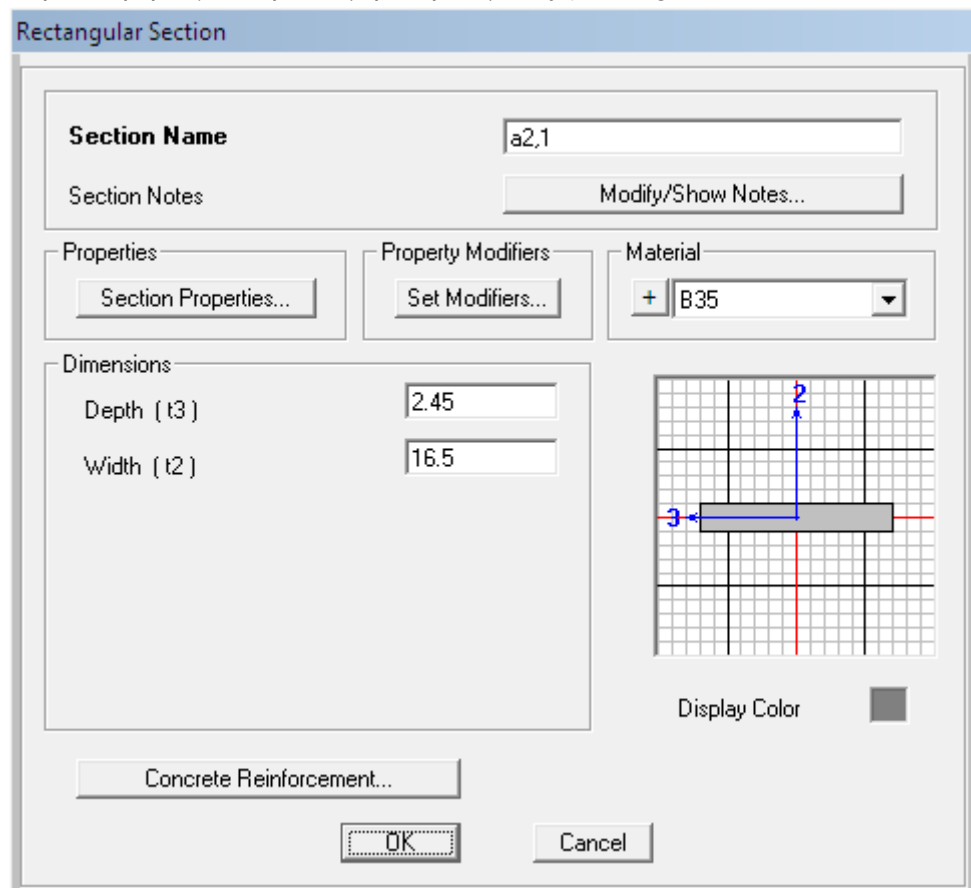 Rectangular Section
Section Name
a2,1
Section Notes
Modify/Show Notes...
Properties
Section Properties...
Property Modifiers
Set Modifiers...
Material
+
B35
Dimensions
Depth ( t3 )
2.45
Width ( t2 )
16.5
2
3
Display Color
Concrete Reinforcement...
OK
Cancel